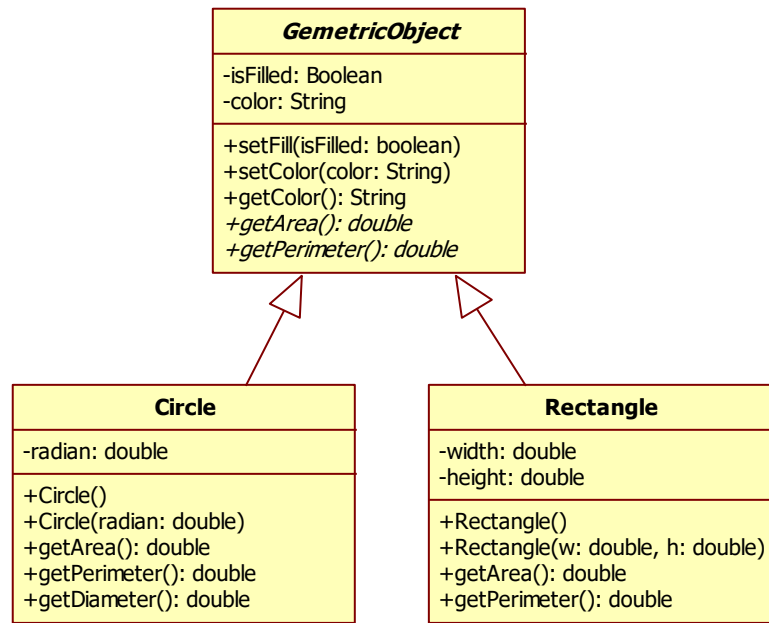 GemetricObject
-isFilled: Boolean
-color: String
+setFill(isFilled: boolean)
+setColor(color: String)
+getColor(): String
+getArea(): double
+getPerimeter(): double
Circle
-radian: double
+Circle()
+Circle(radian: double)
+getArea(): double
+getPerimeter(): double
+getDiameter(): double
Rectangle
-width: double
-height: double
+Rectangle()
+Rectangle(w: double, h: double)
+getArea(): double
+getPerimeter(): double